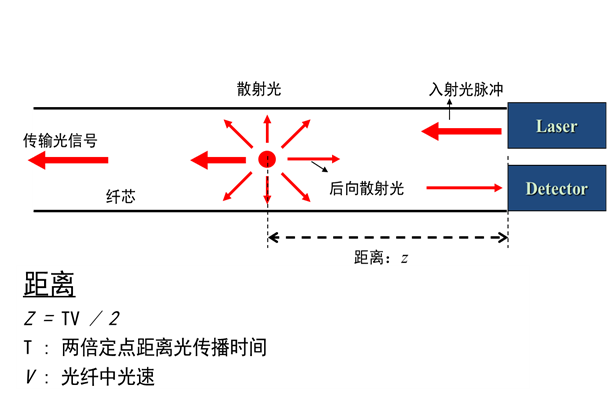 散射光
入射光脉冲
Laser
传输光信号
后向散射光
Detector
纤芯
距离：z
距离
Z = TV / 2
T : 两倍定点距离光传播时间
V : 光纤中光速